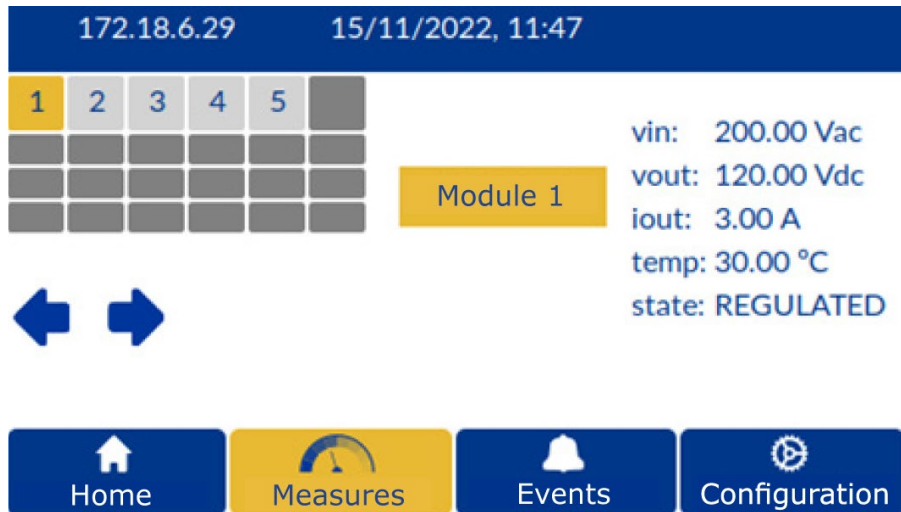 172.18.6.29 15/11/2022, 11:47
1 2 3 4 5
Module 1
vin: 200.00 Vac
vout: 120.00 Vdc
iout: 3.00 A
temp: 30.00 °C
state: REGULATED
Home Measures Events Configuration